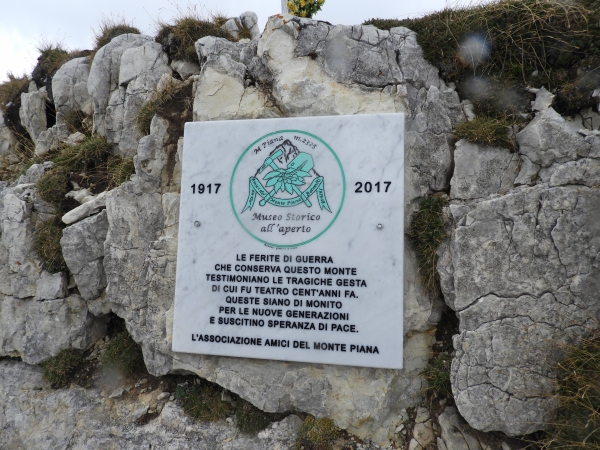 M. Piana m. 2105
1917
2017
Museo Storico
all'aperto
LE FERITE DI GUERRA
CHE CONSERVA QUESTO MONTE
TESTIMONIANO LE TRAGICHE GESTA
DI CUI FU TEATRO CENT'ANNI FA.
QUESTE SIANO DI MONITO
PER LE NUOVE GENERAZIONI
E SUSCITINO SPERANZA DI PACE.
L'ASSOCIAZIONE AMICI DEL MONTE PIANA